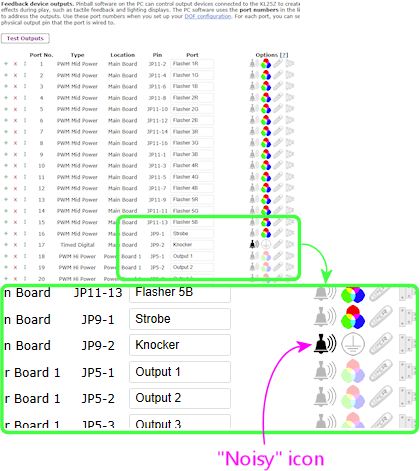 Feedback device outputs. Pinball software on the PC can control output devices connected to the KL25Z to create
effects during play, such as tactile feedback and lighting displays. The PC software uses the port numbers in the li
to address the outputs. Use these port numbers when you set up your DOF configuration. For each port, you can se
physical output pin that the port is wired to.
Test Outputs
Port No. Type Location Pin Port Options [?]
1 PWM Mid Power Main Board JP11-2 Flasher 1R
2 PWM Mid Power Main Board JP11-4 Flasher 1G
3 PWM Mid Power Main Board JP11-6 Flasher 1B
4 PWM Mid Power Main Board JP11-8 Flasher 2R
5 PWM Mid Power Main Board JP11-10 Flasher 2G
6 PWM Mid Power Main Board JP11-12 Flasher 2B
7 PWM Mid Power Main Board JP11-14 Flasher 3R
8 PWM Mid Power Main Board JP11-16 Flasher 3G
9 PWM Mid Power Main Board JP11-1 Flasher 3B
10 PWM Mid Power Main Board JP11-3 Flasher 4R
11 PWM Mid Power Main Board JP11-5 Flasher 4G
12 PWM Mid Power Main Board JP11-7 Flasher 4B
13 PWM Mid Power Main Board JP11-9 Flasher 5R
14 PWM Mid Power Main Board JP11-11 Flasher 5G
15 PWM Mid Power Main Board JP11-13 Flasher 5B
16 PWM Mid Power Main Board JP9-1 Strobe
17 Timed Digital Main Board JP9-2 Knocker
18 PWM Hi Power Power Board 1 JP5-1 Output 1
19 PWM Hi Power Power Board 1 JP5-2 Output 2
20 PWM Hi Power
n Board JP11-13 Flasher 5B
n Board JP9-1 Strobe
n Board JP9-2 Knocker
r Board 1 JP5-1 Output 1
r Board 1 JP5-2 Output 2
r Board 1 JP5-3 Output 3
"Noisy" icon